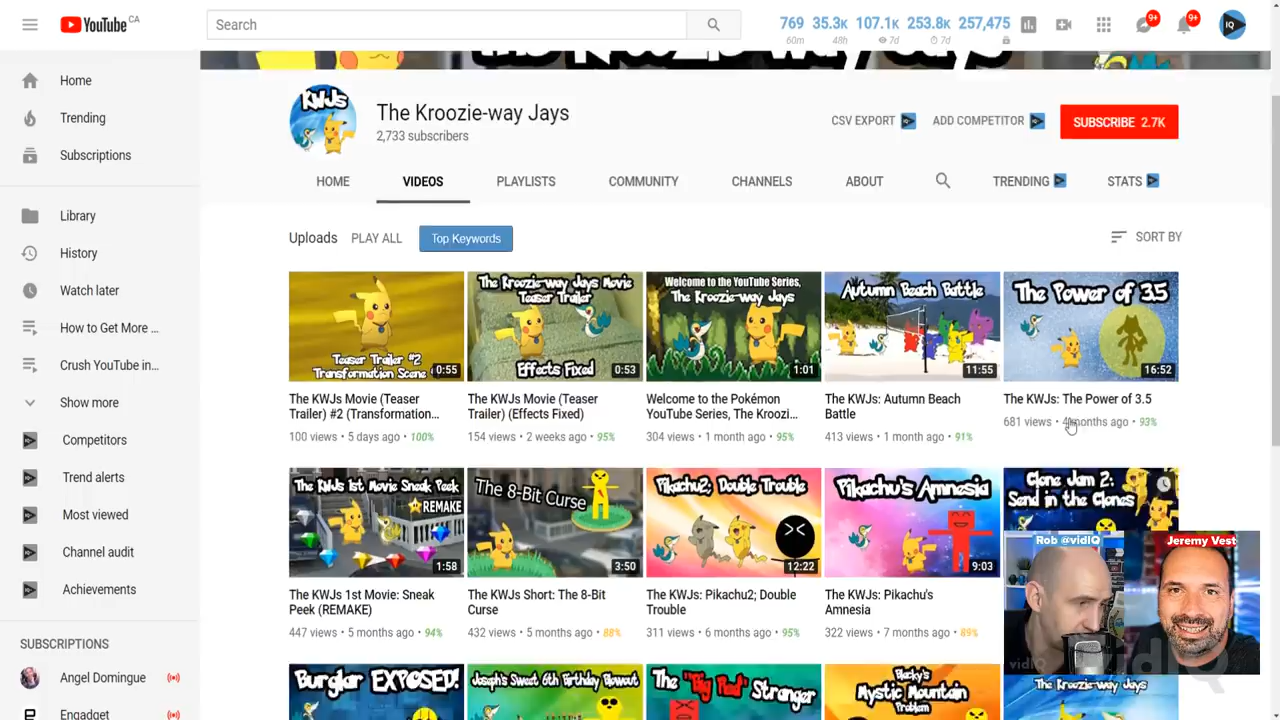 YouTube CA
Search
769 35.3K 107.1K 253.8K 257,475
60m 48h 7d 7d
9+ 9+
IQ
Home
Trending
Subscriptions
Library
History
Watch later
How to Get More ...
Crush YouTube in...
Show more
Competitors
Trend alerts
Most viewed
Channel audit
Achievements
SUBSCRIPTIONS
Angel Domingue
Engadget
KWJs
The Kroozie-way Jays
2,733 subscribers
CSV EXPORT
ADD COMPETITOR
SUBSCRIBE 2.7K
HOME VIDEOS PLAYLISTS COMMUNITY CHANNELS ABOUT TRENDING STATS
Uploads PLAY ALL Top Keywords SORT BY
Teaser Trailer #2
Transformation Scene
0:55
The KWJs Movie (Teaser
Trailer) #2 (Transformation...
100 views • 5 days ago • 100%
The Kroozie-way Jays Movie
Teaser Trailer
Effects Fixed
0:53
The KWJs Movie (Teaser
Trailer) (Effects Fixed)
154 views • 2 weeks ago • 95%
Welcome to the YouTube Series,
The Kroozie-way Jays
1:01
Welcome to the Pokémon
YouTube Series, The Kroozi...
304 views • 1 month ago • 95%
Autumn Beach Battle
11:55
The KWJs: Autumn Beach
Battle
413 views • 1 month ago • 91%
The Power of 3.5
16:52
The KWJs: The Power of 3.5
681 views • 4 months ago • 93%
The KWJs 1st Movie Sneak Peek
REMAKE
1:58
The KWJs 1st Movie: Sneak
Peek (REMAKE)
447 views • 5 months ago • 94%
The 8-Bit Curse
3:50
The KWJs Short: The 8-Bit
Curse
432 views • 5 months ago • 88%
Pikachu2; Double Trouble
12:22
The KWJs: Pikachu2; Double
Trouble
311 views • 6 months ago • 95%
Pikachu's Amnesia
9:03
The KWJs: Pikachu's
Amnesia
322 views • 7 months ago • 89%
Clone Jam 2:
Send in the Clones
Rob @vidIQ
Jeremy Vest
vidIQ
vidIQ
Burglar EXPOSED!
Joseph's Sweet 6th Birthday Blowout
The "Big Red" Stranger
Blacky's
Mystic Mountain
Problem
The Kroozie-way Jays